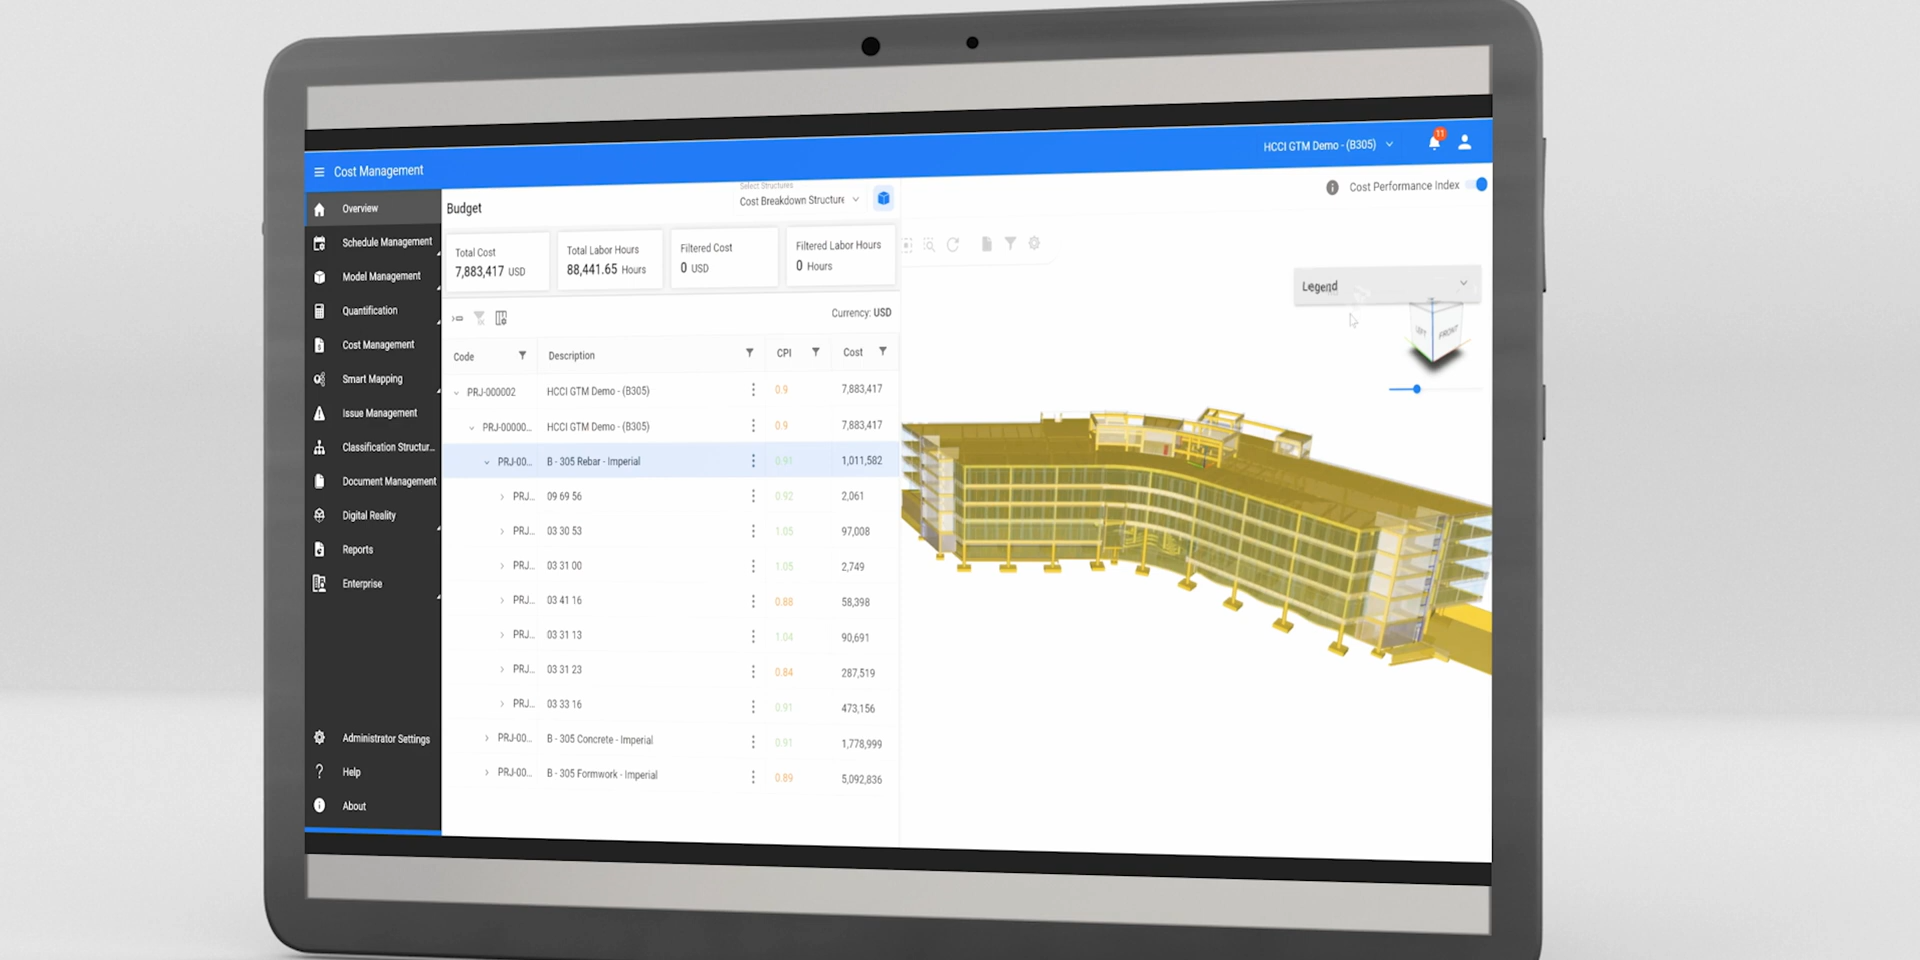 Cost Management
HCCI GTM Demo - (B305)
11
Overview
Schedule Management
Model Management
Quantification
Cost Management
Smart Mapping
Issue Management
Classification Structur...
Document Management
Digital Reality
Reports
Enterprise
Administrator Settings
Help
About
Budget
Select Structures
Cost Breakdown Structure
Total Cost
7,883,417 USD
Total Labor Hours
88,441.65 Hours
Filtered Cost
0 USD
Filtered Labor Hours
0 Hours
Currency: USD
Code Description CPI Cost
PRJ-000002 HCCI GTM Demo - (B305) 0.9 7,883,417
PRJ-00000... HCCI GTM Demo - (B305) 0.9 7,883,417
PRJ-00... B - 305 Rebar - Imperial 0.91 1,011,582
PRJ... 09 69 56 0.92 2,061
PRJ... 03 30 53 1.05 97,008
PRJ... 03 31 00 1.05 2,749
PRJ... 03 41 16 0.88 58,398
PRJ... 03 31 13 1.04 90,691
PRJ... 03 31 23 0.84 287,519
PRJ... 03 33 16 0.91 473,156
PRJ-00... B - 305 Concrete - Imperial 0.91 1,778,999
PRJ-00... B - 305 Formwork - Imperial 0.89 5,092,836
Cost Performance Index
Legend
LEFT FRONT